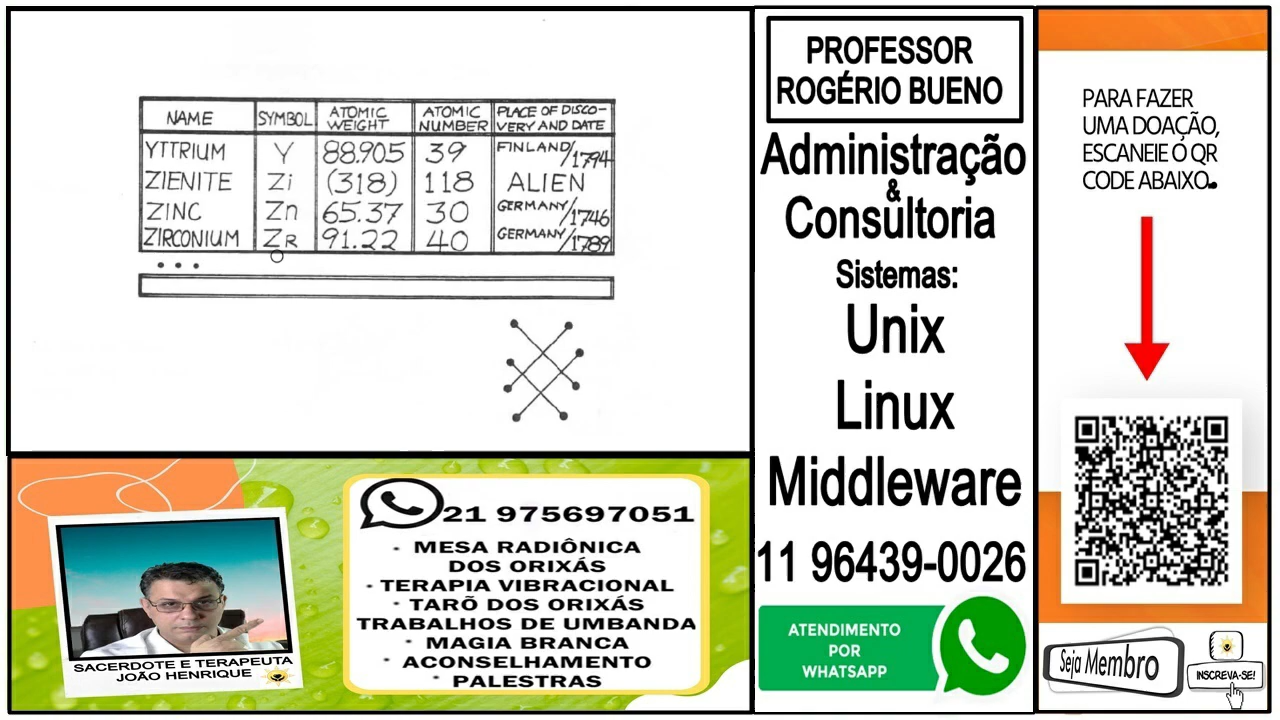 NAME SYMBOL ATOMIC WEIGHT ATOMIC NUMBER PLACE OF DISCO-VERY AND DATE
YTTRIUM Y 88.905 39 FINLAND/1794
ZIENITE Zi (318) 118 ALIEN
ZINC Zn 65.37 30 GERMANY/1746
ZIRCONIUM ZR 91.22 40 GERMANY/1789
PROFESSOR
ROGÉRIO BUENO
Administração
&
Consultoria
Sistemas:
Unix
Linux
Middleware
11 96439-0026
ATENDIMENTO
POR
WHATSAPP
PARA FAZER
UMA DOAÇÃO,
ESCANEIE O QR
CODE ABAIXO..
Seja Membro
INSCREVA-SE!
SACERDOTE E TERAPEUTA
JOÃO HENRIQUE
21 975697051
· MESA RADIÔNICA
DOS ORIXÁS
· TERAPIA VIBRACIONAL
· TARÕ DOS ORIXÁS
TRABALHOS DE UMBANDA
· MAGIA BRANCA
· ACONSELHAMENTO
· PALESTRAS